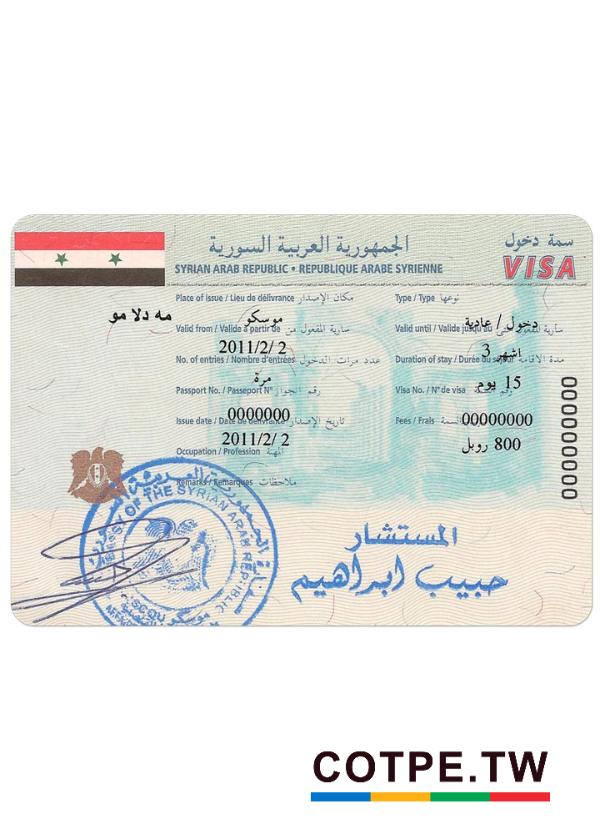 الجمهورية العربية السورية
سمة دخول
SYRIAN ARAB REPUBLIC • REPUBLIQUE ARABE SYRIENNE
VISA
Place of issue / Lieu de délivrance مكان الإصدار
Type / Type نوعها
مه دلا مو
موسكو
دخول / عادية
Valid from / Valide à partir de سارية المفعول من
Valid until / Valide jusqu'au سارية المفعول حتى
2011/2/ 2
3 اشهر
No. of entries / Nombre d'entrées عدد مرات الدخول
Duration of stay / Durée du séjour مدة الاقامة
مرة
15 يوم
Passport No. / Passeport N° رقم الجواز
Visa No. / N° de visa رقم
0000000
00000000
Issue date / Date de délivrance تاريخ الإصدار
Fees / Frais
2011/2/ 2
800 روبل
Occupation / Profession المهنة
000000000
Remarks / Remarques ملاحظات
OF THE SYRIAN ARAB REPUBLIC
المستشار
حبيب ابراهيم
موسكو
COTPE.TW